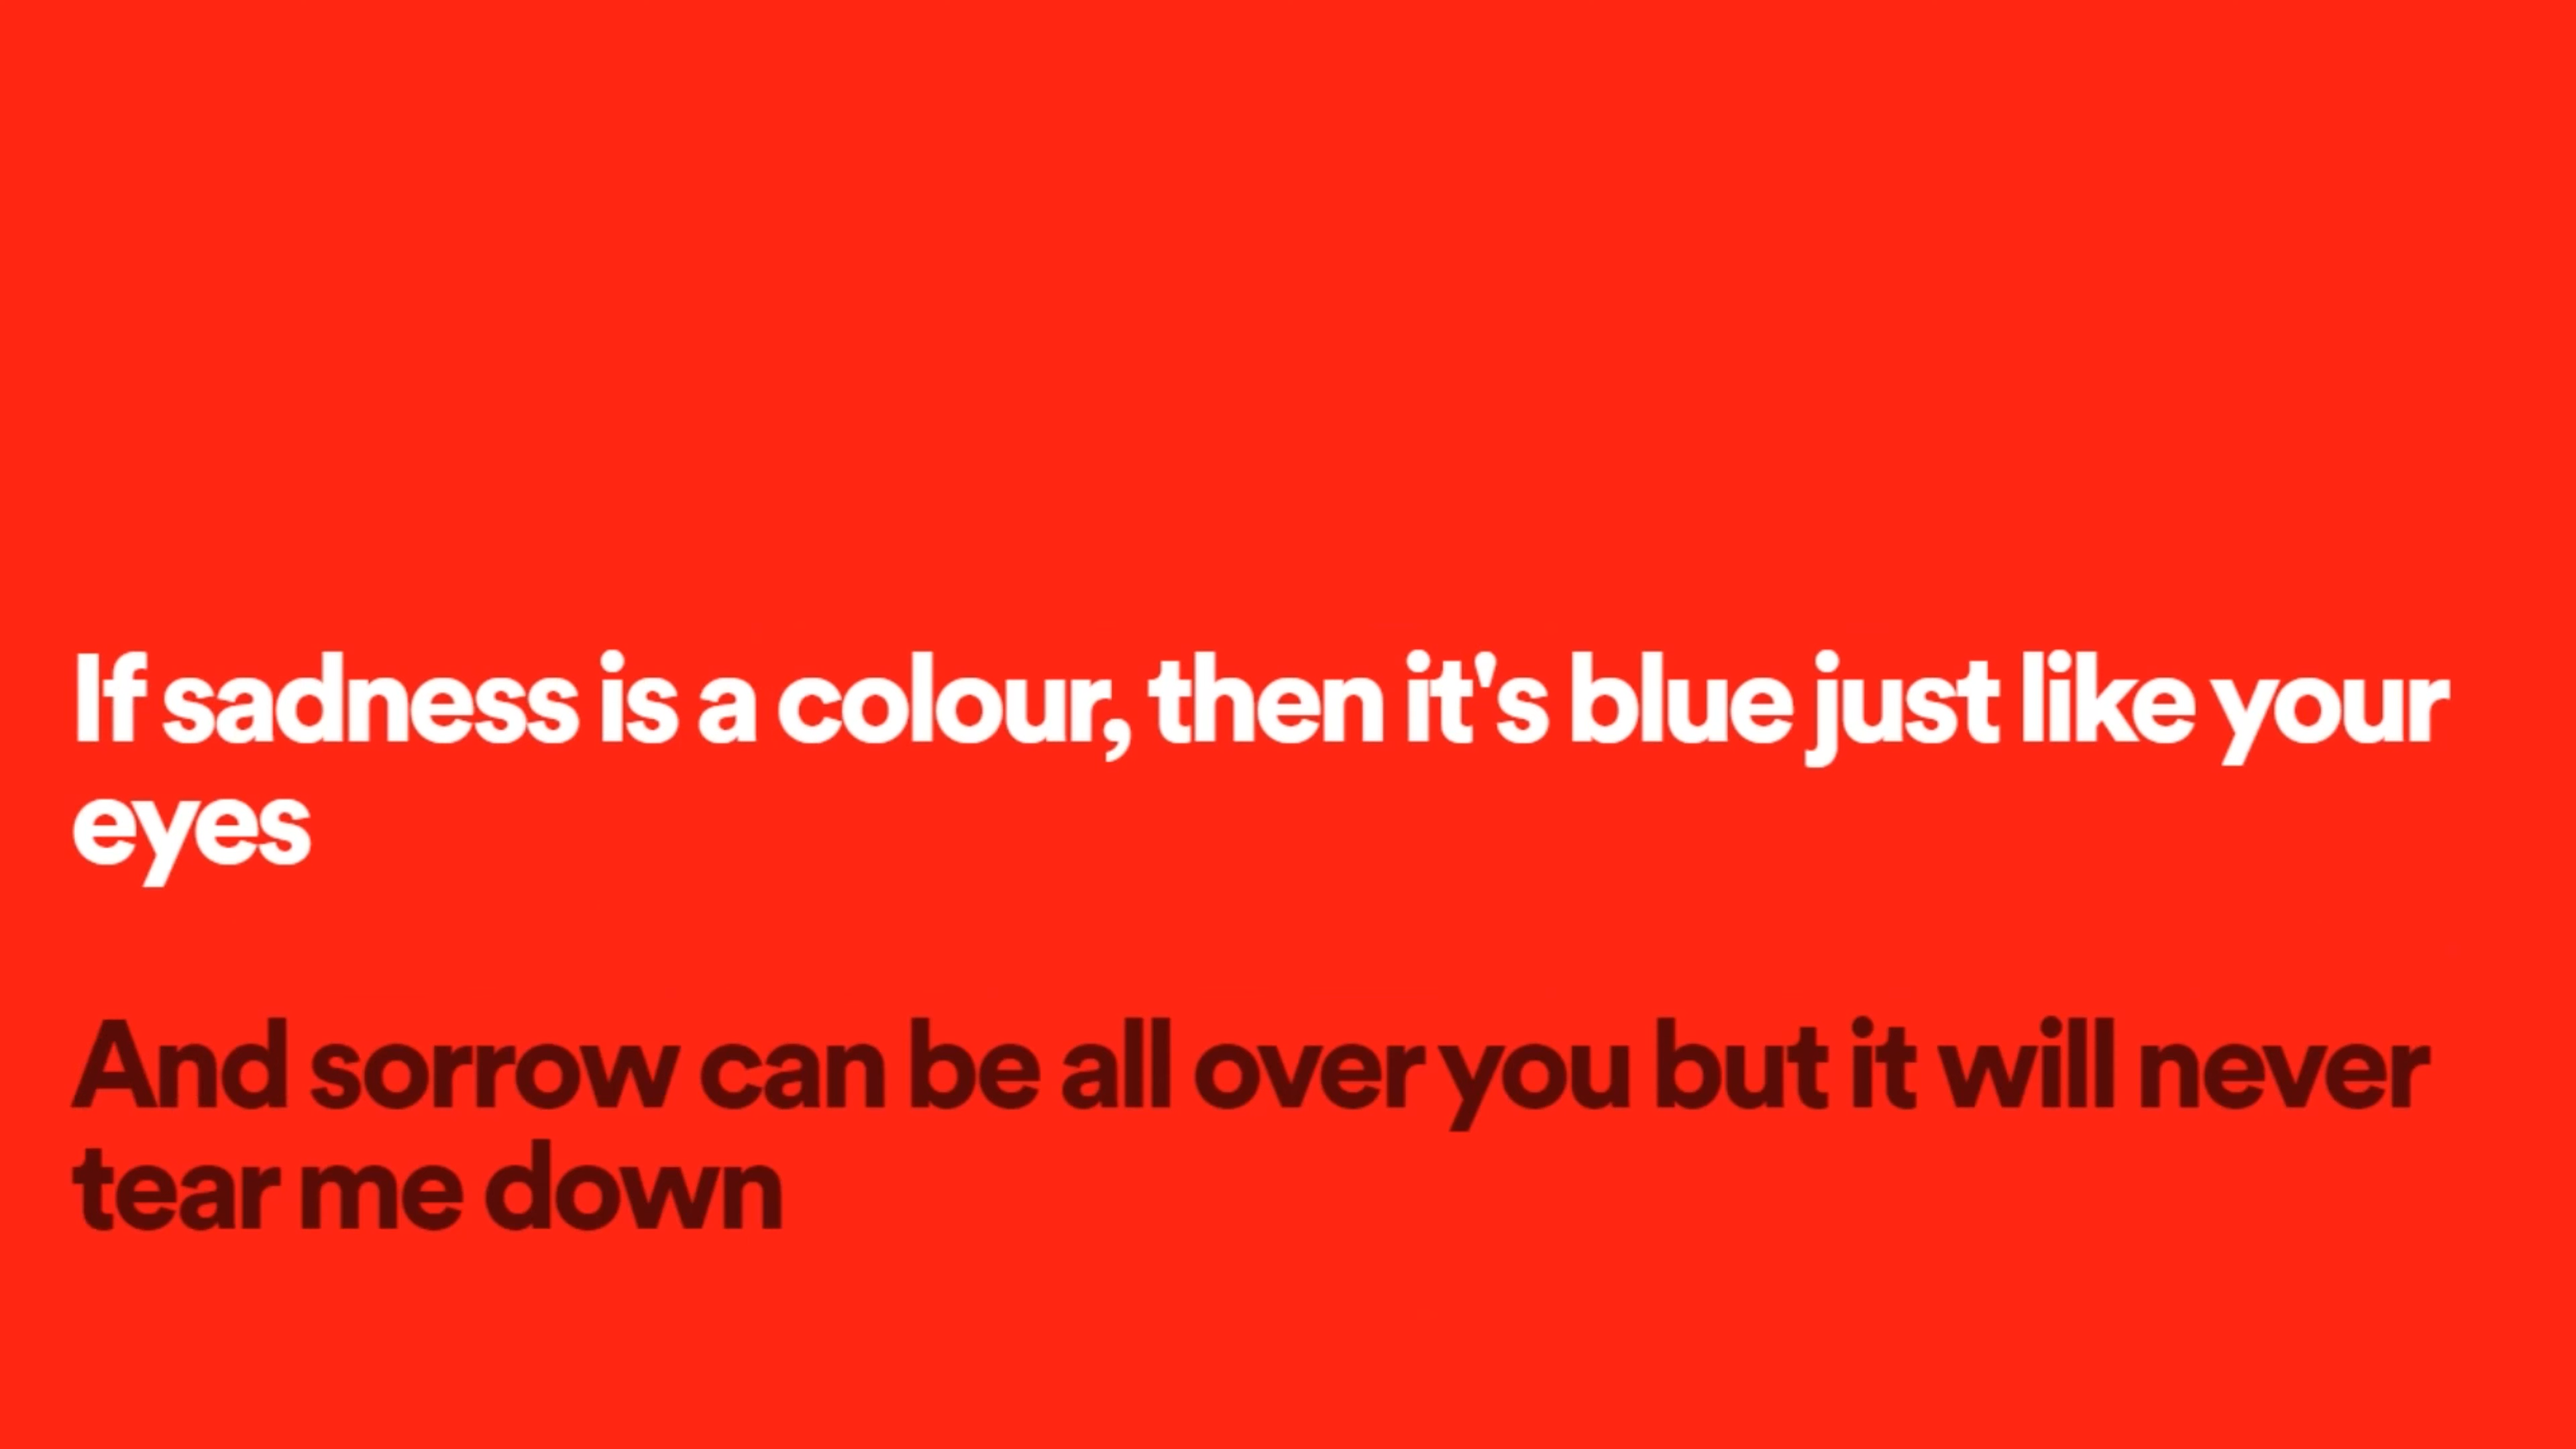 If sadness is a colour, then it's blue just like your
eyes
And sorrow can be all over you but it will never
tear me down